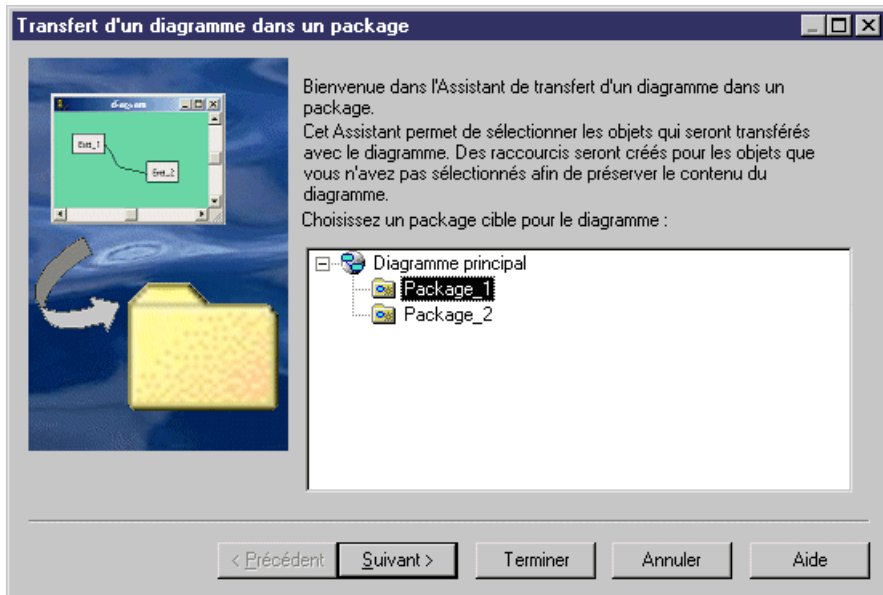 Transfert d'un diagramme dans un package
Bienvenue dans l'Assistant de transfert d'un diagramme dans un
package.
Cet Assistant permet de sélectionner les objets qui seront transférés
avec le diagramme. Des raccourcis seront créés pour les objets que
vous n'avez pas sélectionnés afin de préserver le contenu du
diagramme.
Choisissez un package cible pour le diagramme :
Diagramme principal
Package_1
Package_2
< Précédent
Suivant >
Terminer
Annuler
Aide